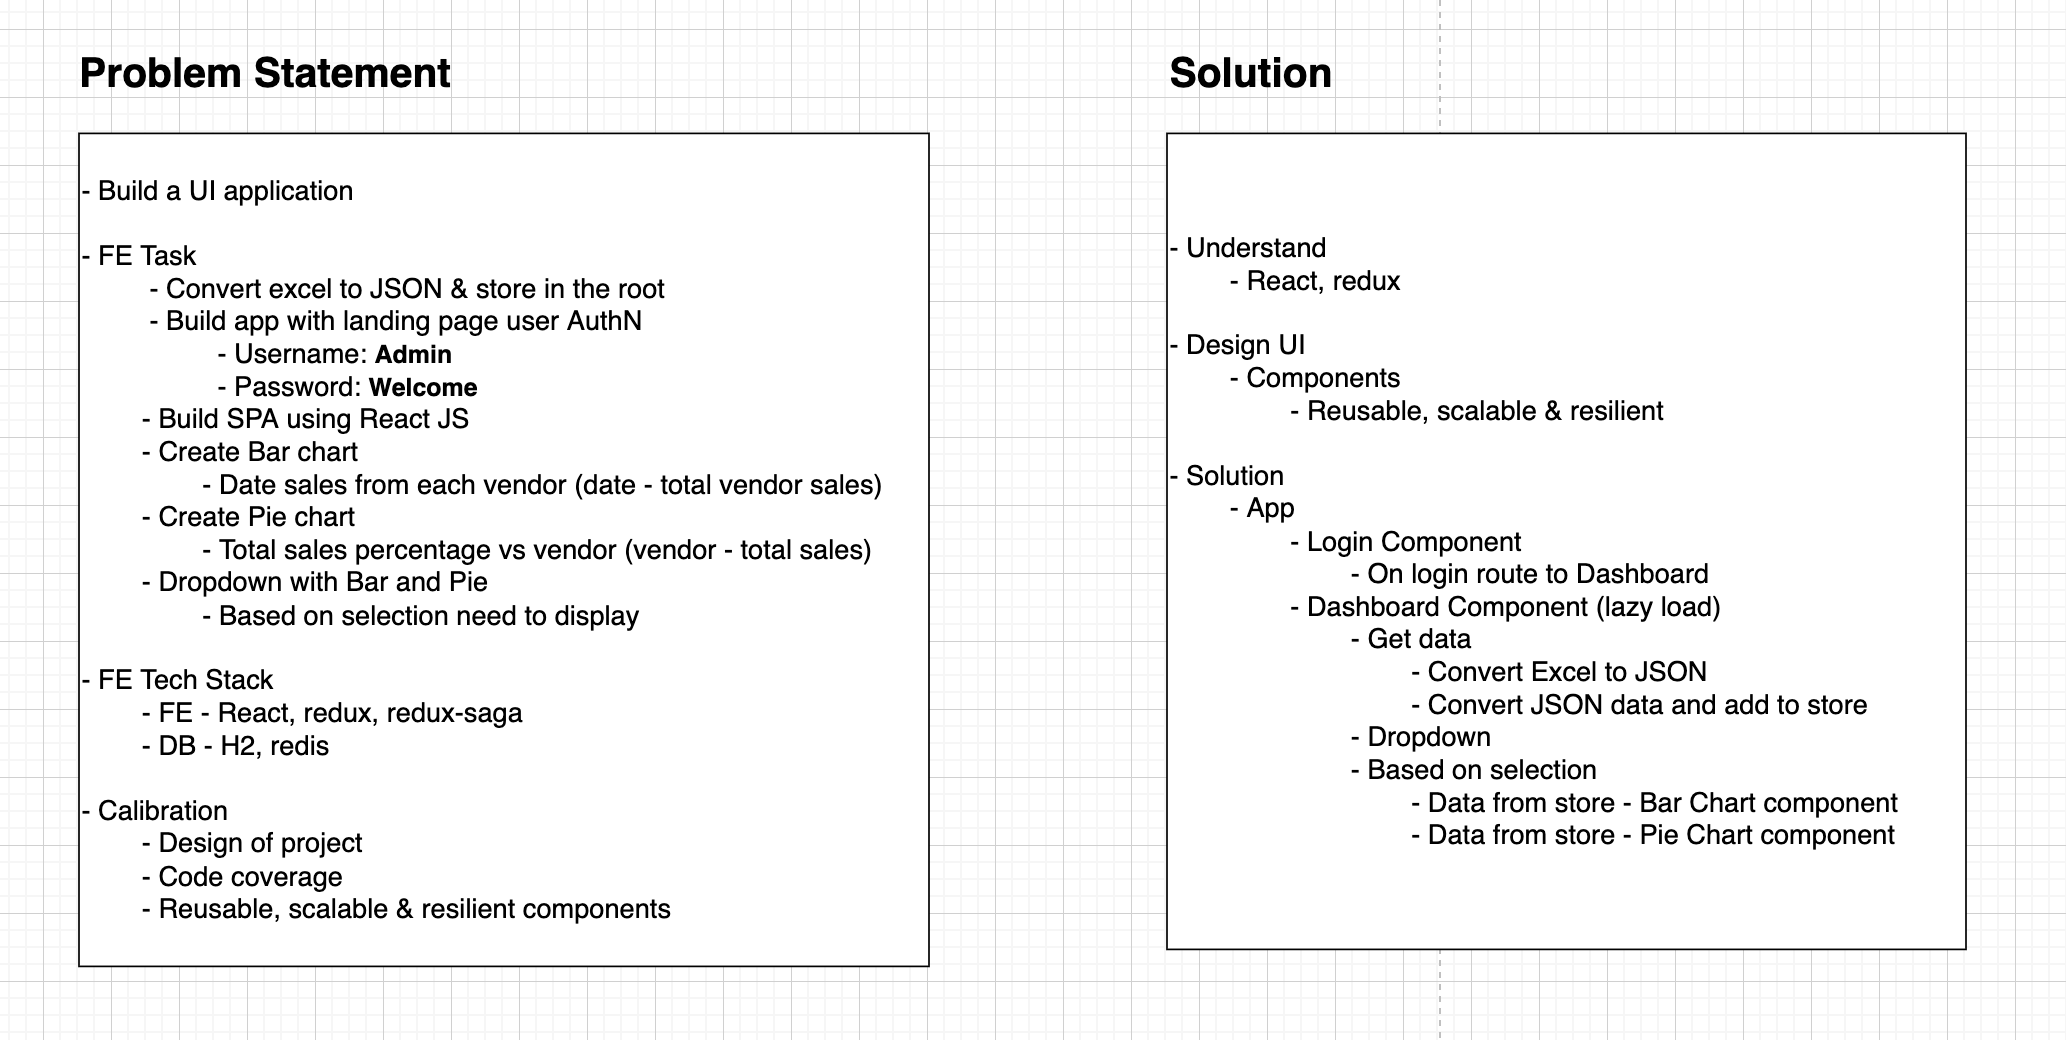 Problem Statement
- Build a UI application
- FE Task
- Convert excel to JSON & store in the root
- Build app with landing page user AuthN
- Username: Admin
- Password: Welcome
- Build SPA using React JS
- Create Bar chart
- Date sales from each vendor (date - total vendor sales)
- Create Pie chart
- Total sales percentage vs vendor (vendor - total sales)
- Dropdown with Bar and Pie
- Based on selection need to display
- FE Tech Stack
- FE - React, redux, redux-saga
- DB - H2, redis
- Calibration
- Design of project
- Code coverage
- Reusable, scalable & resilient components
Solution
- Understand
- React, redux
- Design UI
- Components
- Reusable, scalable & resilient
- Solution
- App
- Login Component
- On login route to Dashboard
- Dashboard Component (lazy load)
- Get data
- Convert Excel to JSON
- Convert JSON data and add to store
- Dropdown
- Based on selection
- Data from store - Bar Chart component
- Data from store - Pie Chart component